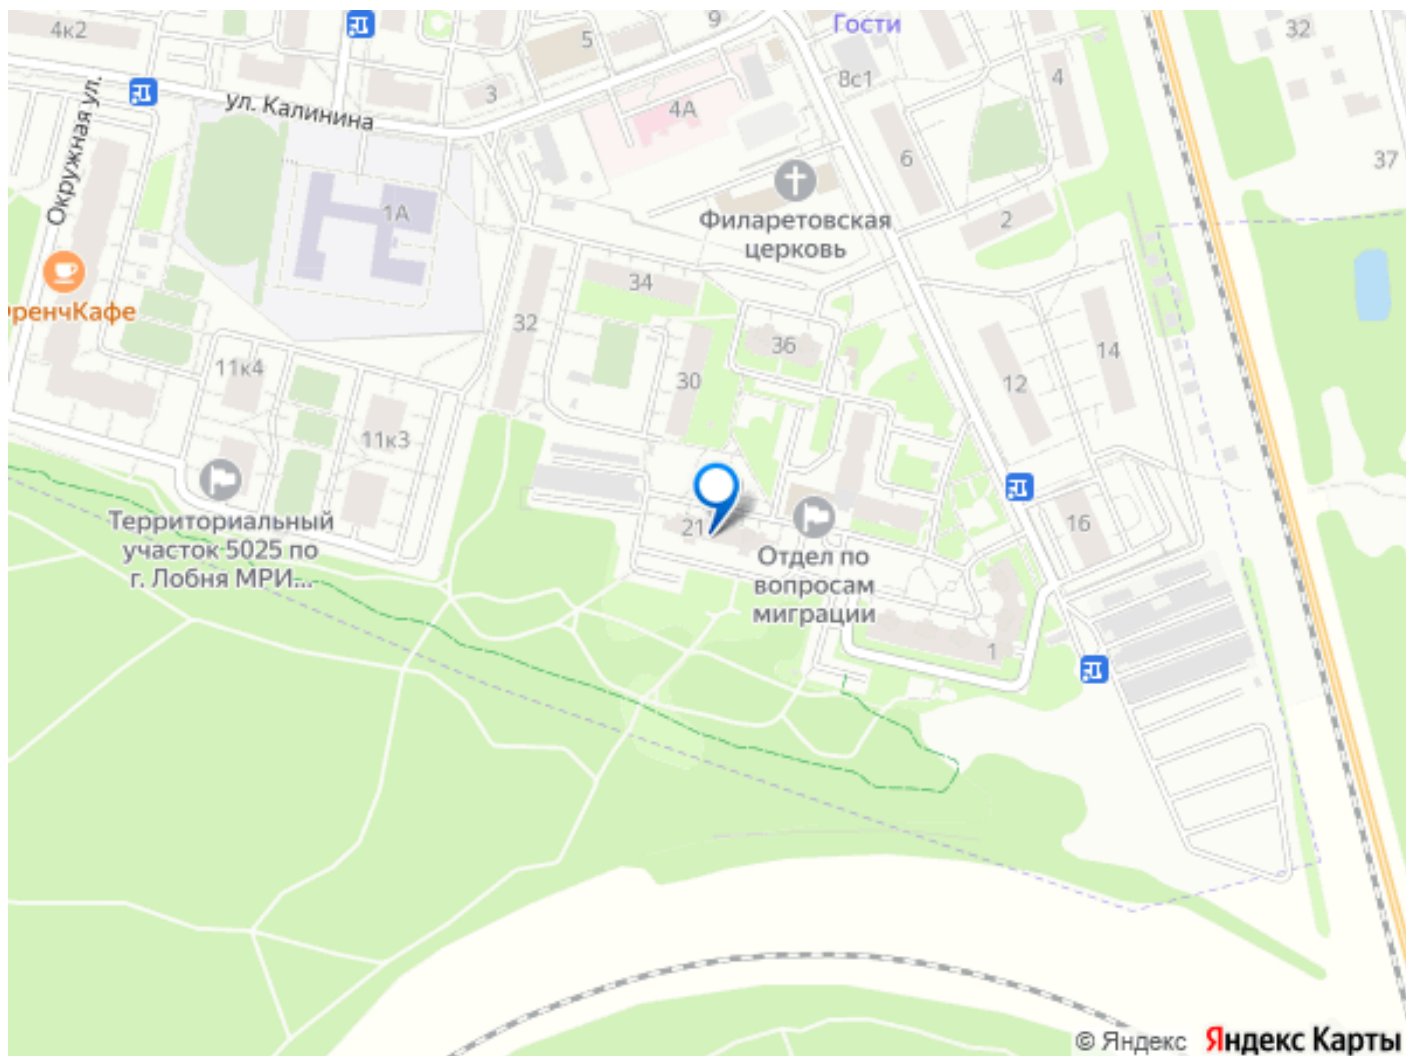 4к2
5
9
Гости
32
8с1
4
3
ул. Калинина
4А
6
37
Окружная ул.
1А
Филаретовская
церковь
2
34
ФренчКафе
32
36
14
11к4
30
12
11к3
Территориальный
участок 5025 по
г. Лобня МРИ...
21
16
Отдел по
вопросам
миграции
1
© Яндекс Яндекс Карты